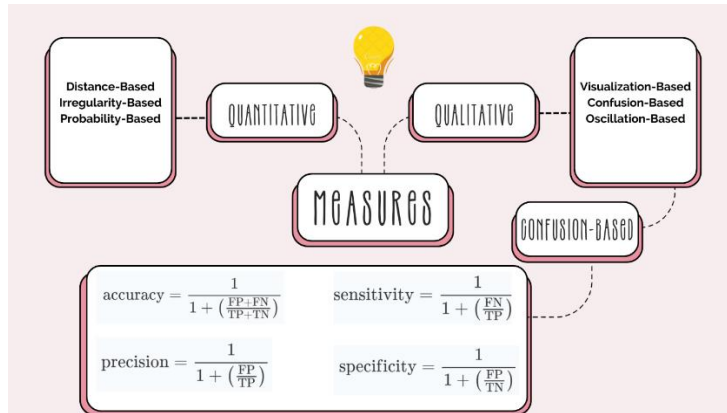 Distance-Based
Irregularity-Based
Probability-Based
QUANTITATIVE
QUALITATIVE
Visualization-Based
Confusion-Based
Oscillation-Based
MEASURES
CONFUSION-BASED
accuracy = 1 / (1 + ((FP+FN)/(TP+TN)))
sensitivity = 1 / (1 + (FN/TP))
precision = 1 / (1 + (FP/TP))
specificity = 1 / (1 + (FP/TN))